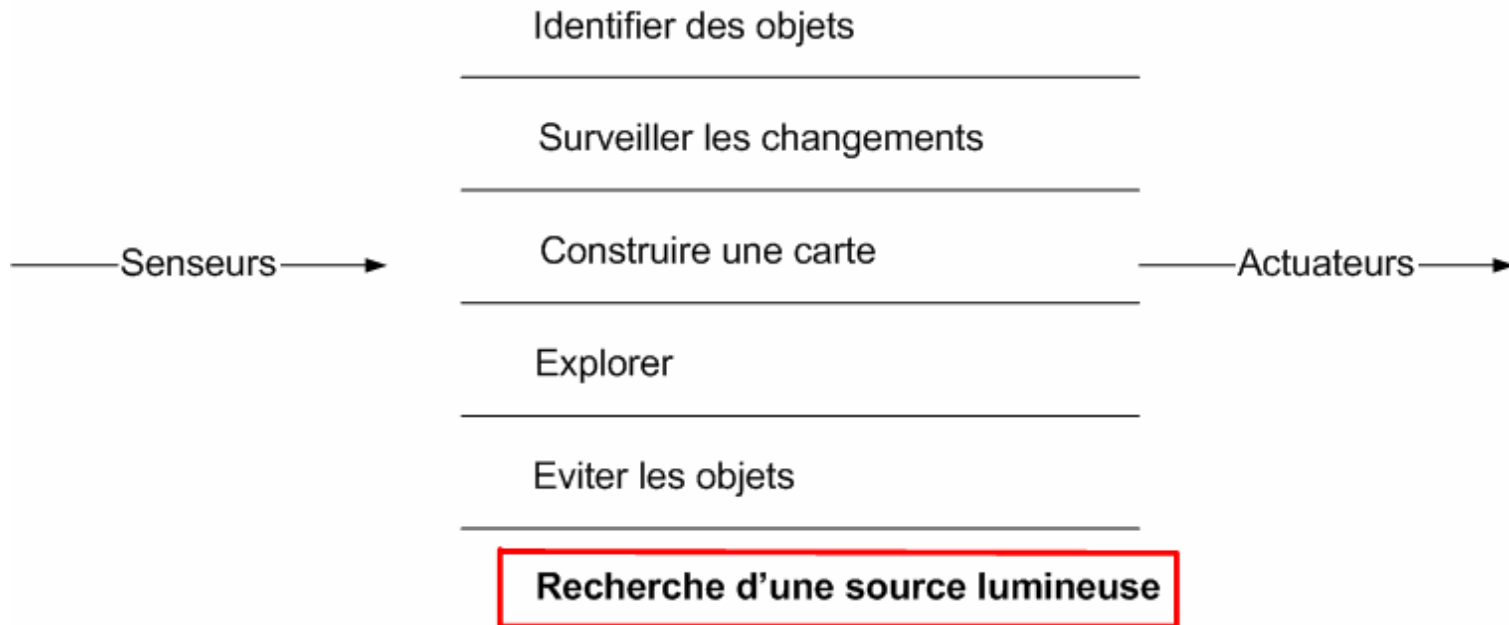 Identifier des objets
Surveiller les changements
Senseurs
Construire une carte
Actuateurs
Explorer
Eviter les objets
Recherche d’une source lumineuse